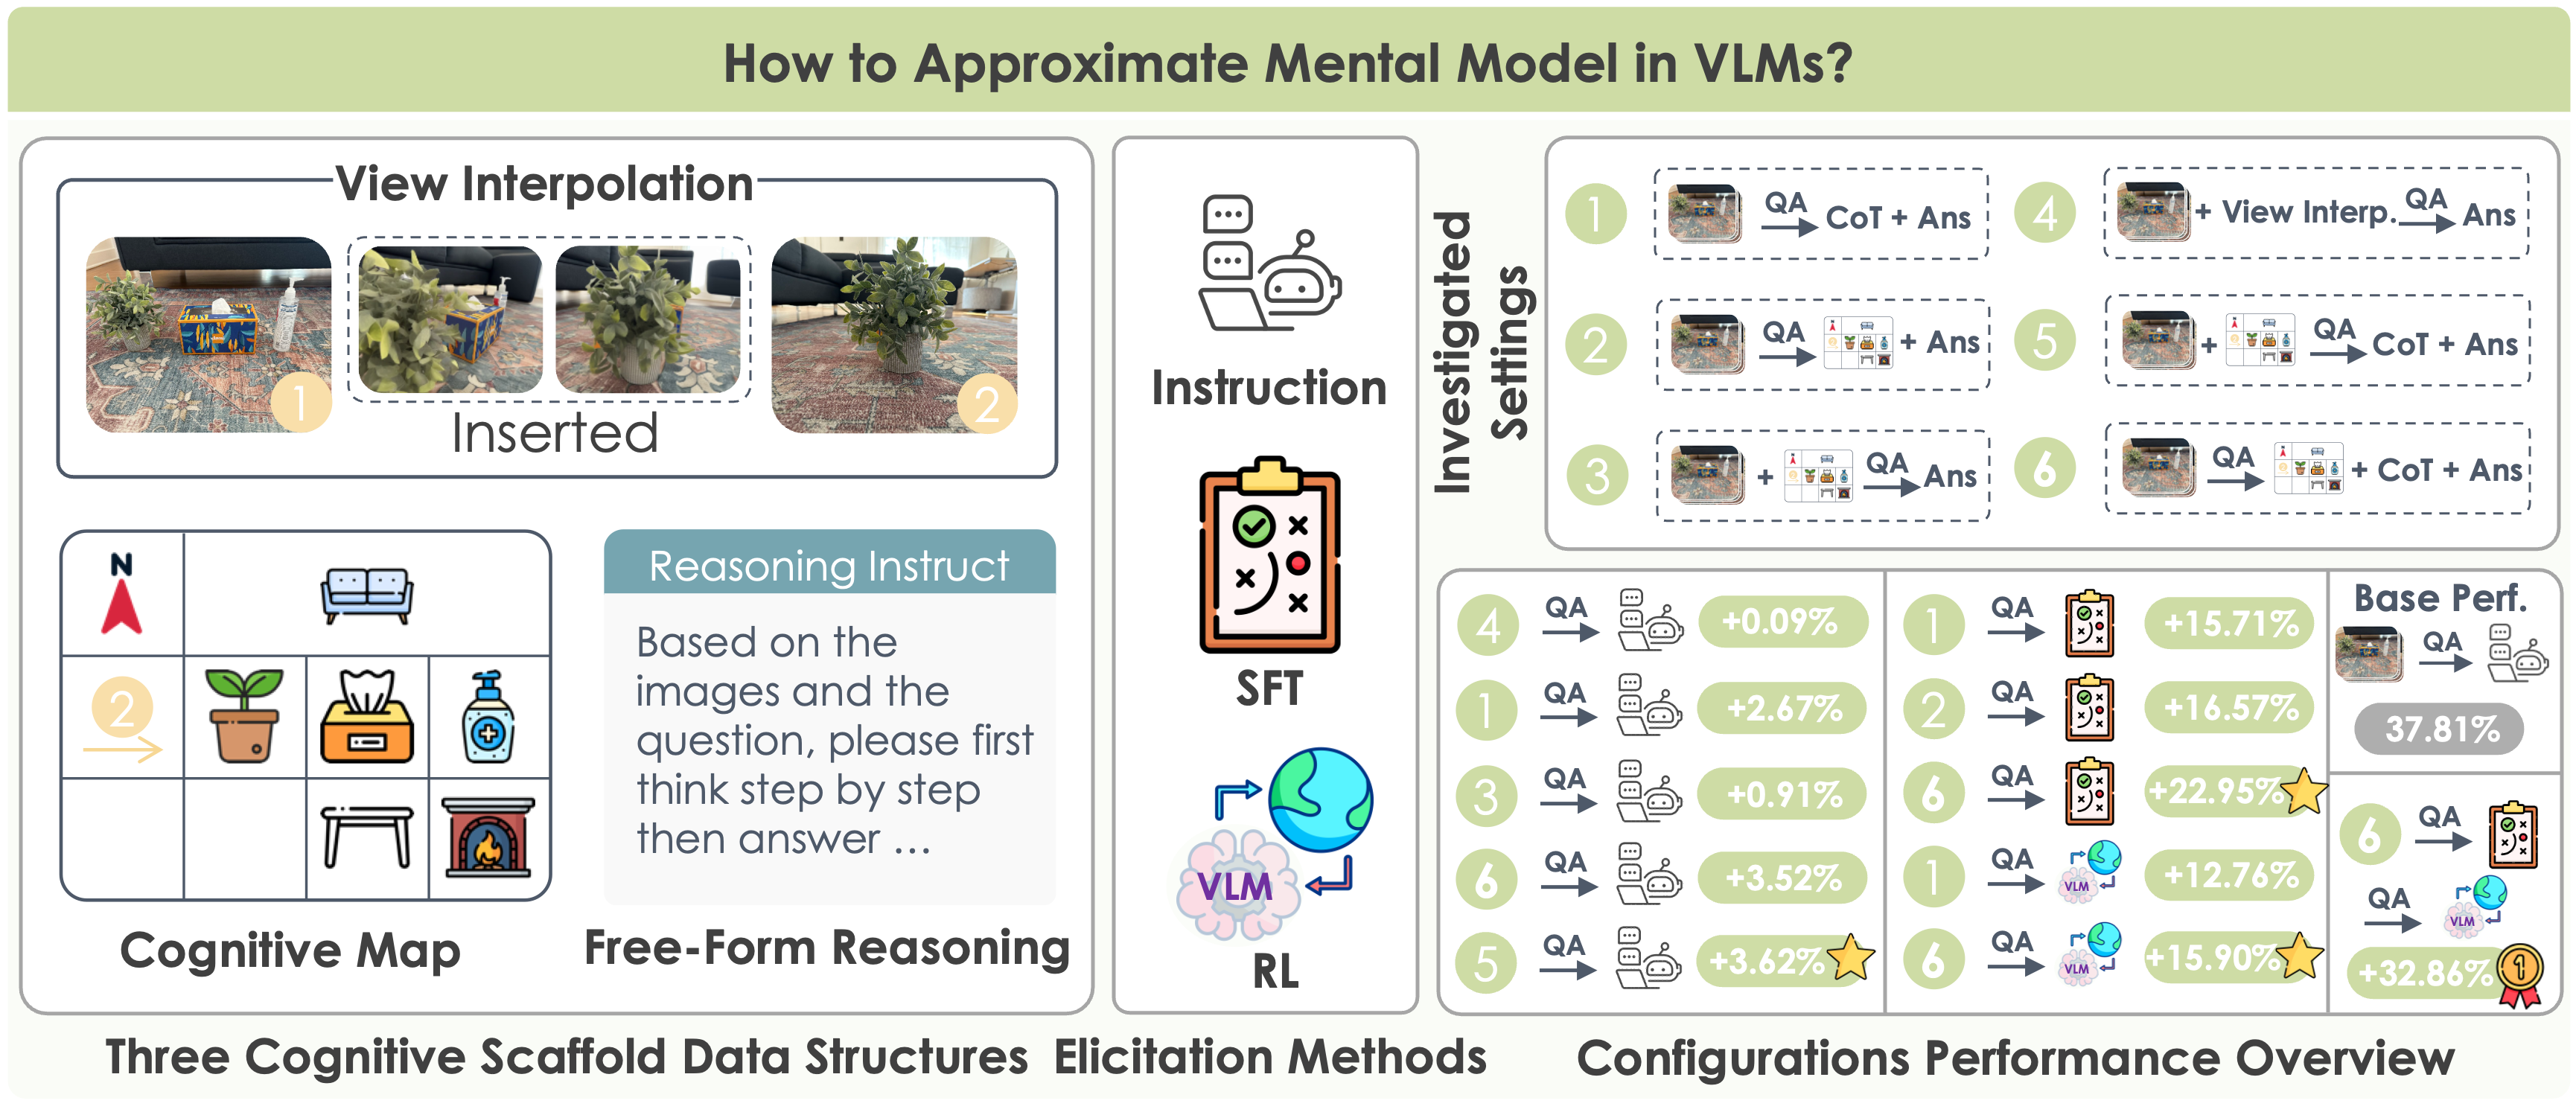 How to Approximate Mental Model in VLMs?
View Interpolation
1
2
Inserted
N
2
Cognitive Map
Reasoning Instruct
Based on the
images and the
question, please first
think step by step
then answer ...
Free-Form Reasoning
Three Cognitive Scaffold Data Structures
Instruction
SFT
VLM
RL
Elicitation Methods
Investigated
Settings
1 QA CoT + Ans
2 QA + Ans
3 + QA Ans
4 + View Interp. QA Ans
5 + QA CoT + Ans
6 QA + CoT + Ans
4 QA +0.09%
1 QA +2.67%
3 QA +0.91%
6 QA +3.52%
5 QA +3.62%
1 QA +15.71%
2 QA +16.57%
6 QA +22.95%
1 QA VLM +12.76%
6 QA VLM +15.90%
Base Perf.
QA
37.81%
6 QA
QA VLM
+32.86% 1
Configurations Performance Overview